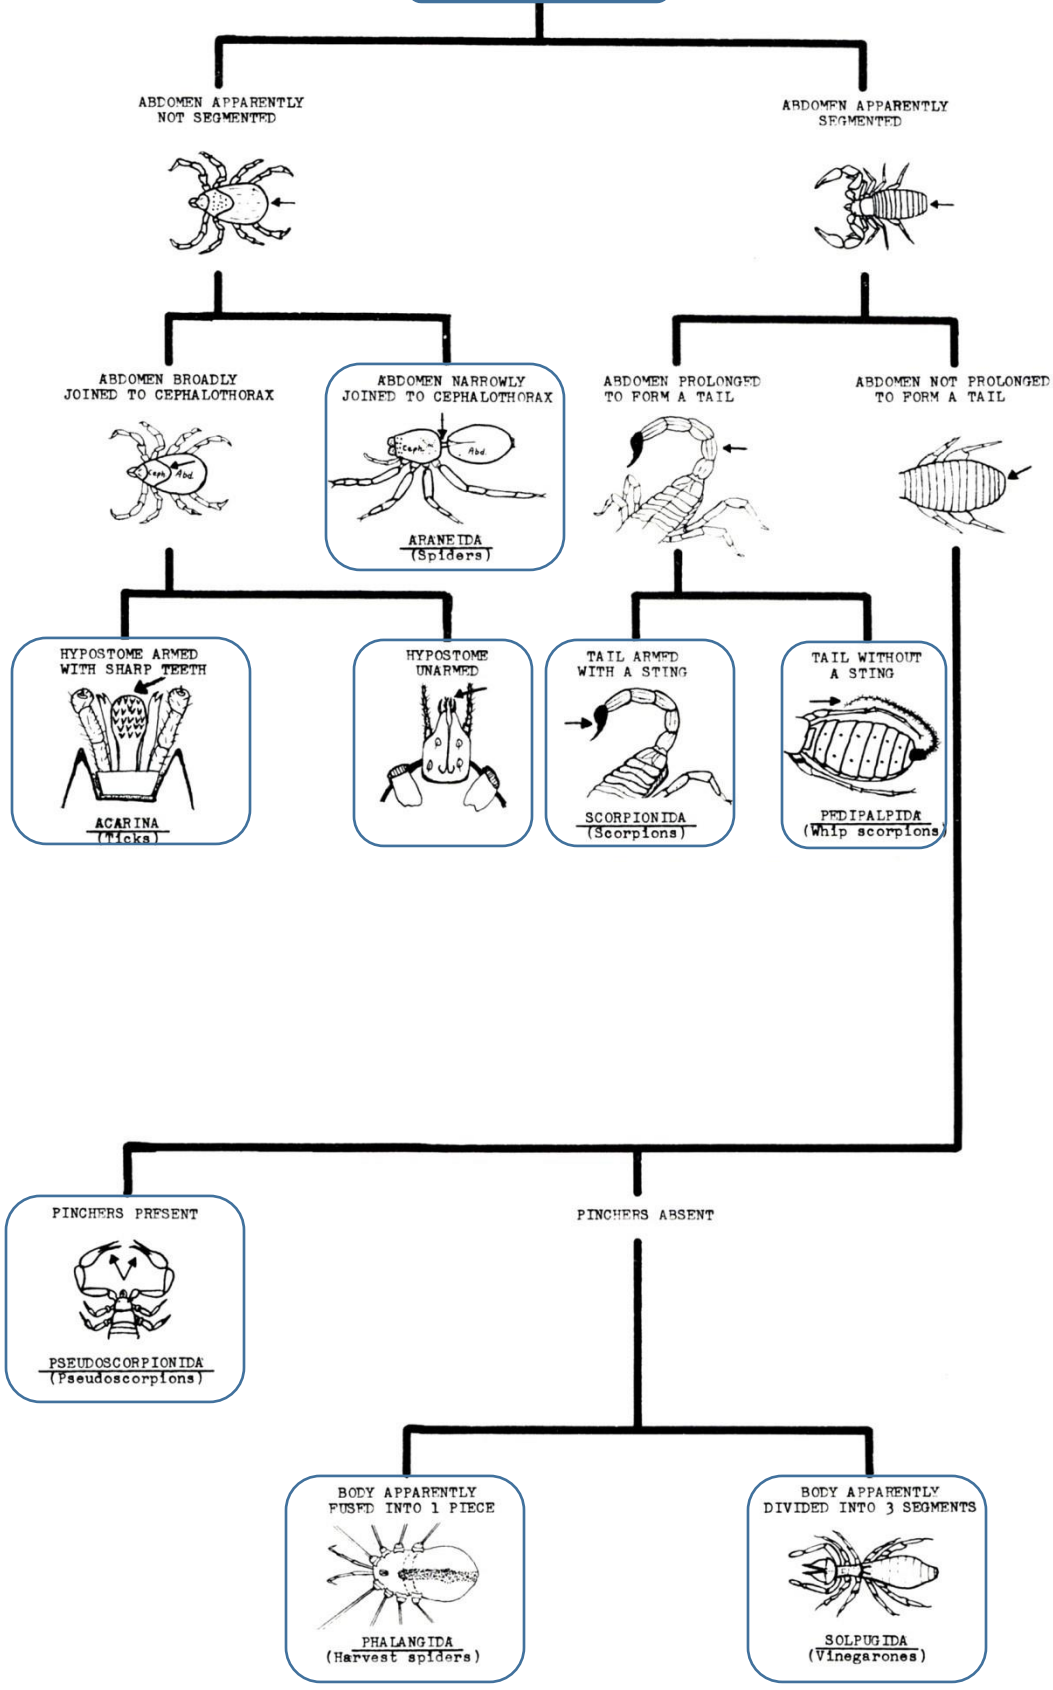 ABDOMEN APPARENTLY
NOT SEGMENTED
ABDOMEN APPARENTLY
SEGMENTED
ABDOMEN BROADLY
JOINED TO CEPHALOTHORAX
Ceph
Abd.
ABDOMEN NARROWLY
JOINED TO CEPHALOTHORAX
Ceph.
Abd.
ARANEIDA
(Spiders)
ABDOMEN PROLONGED
TO FORM A TAIL
ABDOMEN NOT PROLONGED
TO FORM A TAIL
HYPOSTOME ARMED
WITH SHARP TEETH
ACARINA
(Ticks)
HYPOSTOME
UNARMED
TAIL ARMED
WITH A STING
SCORPIONIDA
(Scorpions)
TAIL WITHOUT
A STING
PEDIPALPIDA
(Whip scorpions)
PINCHERS PRESENT
PSEUDOSCORPIONIDA
(Pseudoscorpions)
PINCHERS ABSENT
BODY APPARENTLY
FUSED INTO 1 PIECE
PHALANGIDA
(Harvest spiders)
BODY APPARENTLY
DIVIDED INTO 3 SEGMENTS
SOLPUGIDA
(Vinegarones)